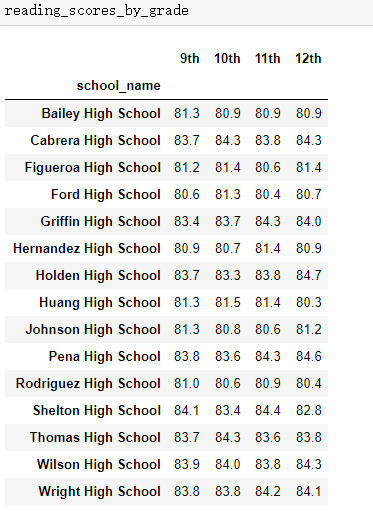 reading_scores_by_grade
9th 10th 11th 12th
school_name
Bailey High School 81.3 80.9 80.9 80.9
Cabrera High School 83.7 84.3 83.8 84.3
Figueroa High School 81.2 81.4 80.6 81.4
Ford High School 80.6 81.3 80.4 80.7
Griffin High School 83.4 83.7 84.3 84.0
Hernandez High School 80.9 80.7 81.4 80.9
Holden High School 83.7 83.3 83.8 84.7
Huang High School 81.3 81.5 81.4 80.3
Johnson High School 81.3 80.8 80.6 81.2
Pena High School 83.8 83.6 84.3 84.6
Rodriguez High School 81.0 80.6 80.9 80.4
Shelton High School 84.1 83.4 84.4 82.8
Thomas High School 83.7 84.3 83.6 83.8
Wilson High School 83.9 84.0 83.8 84.3
Wright High School 83.8 83.8 84.2 84.1